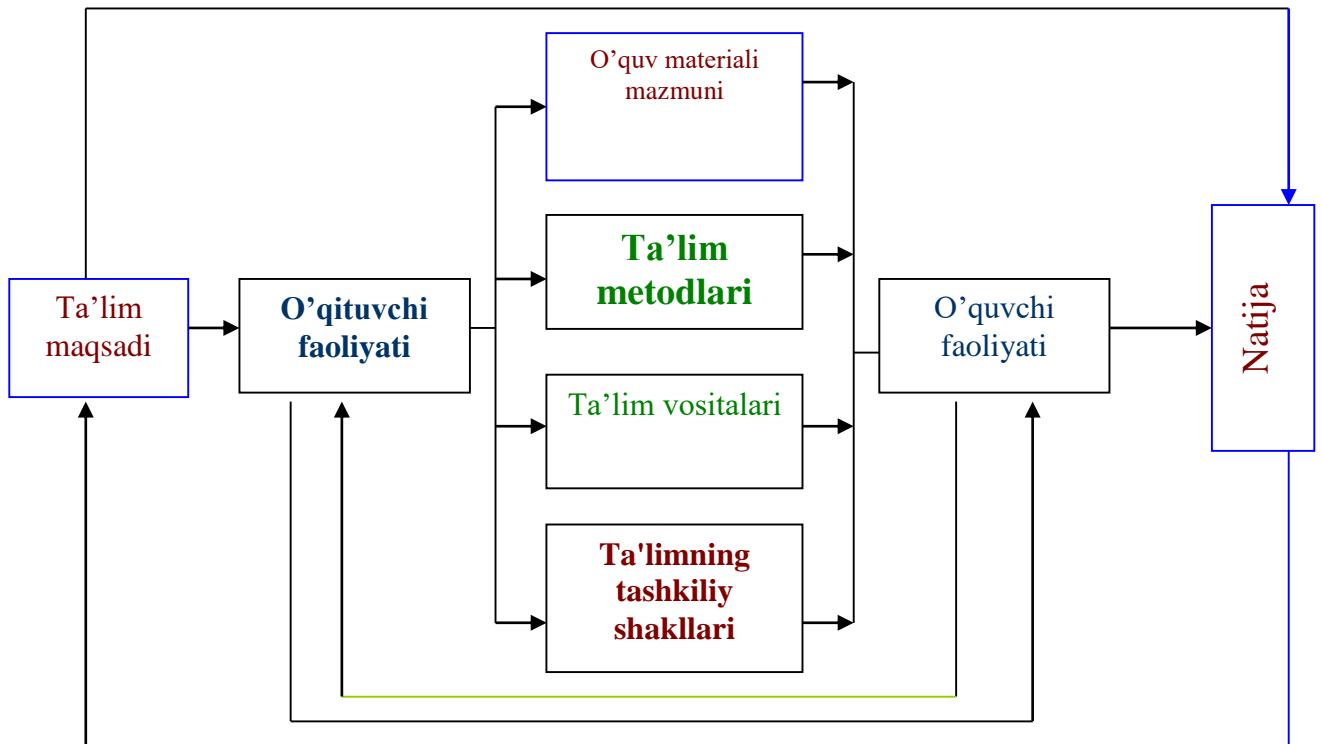 O’quv materiali
mazmuni
Ta’lim
metodlari
Ta’lim
maqsadi
O’qituvchi
faoliyati
O’quvchi
faoliyati
Natija
Ta’lim vositalari
Ta'limning
tashkiliy
shakllari